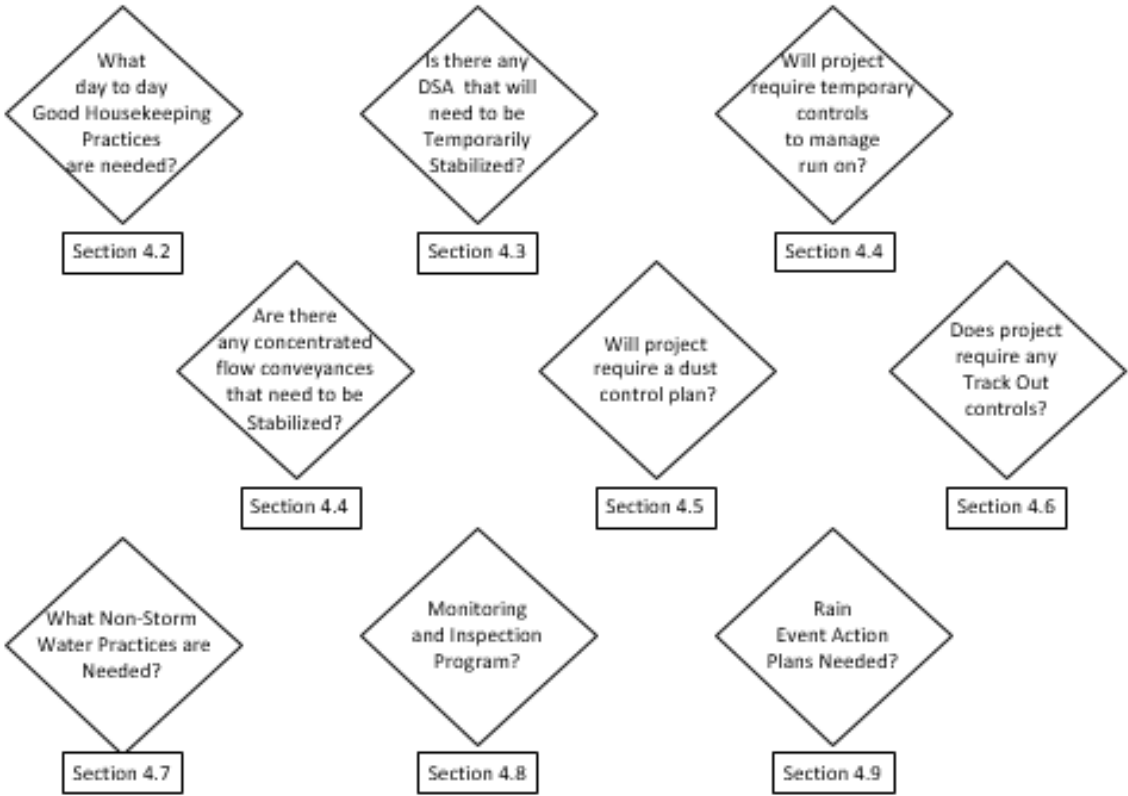 What
day to day
Good Housekeeping
Practices
are needed?
Section 4.2
Is there any
DSA that will
need to be
Temporarily
Stabilized?
Section 4.3
Will project
require temporary
controls
to manage
run on?
Section 4.4
Are there
any concentrated
flow conveyances
that need to be
Stabilized?
Section 4.4
Will project
require a dust
control plan?
Section 4.5
Does project
require any
Track Out
controls?
Section 4.6
What Non-Storm
Water Practices are
Needed?
Section 4.7
Monitoring
and Inspection
Program?
Section 4.8
Rain
Event Action
Plans Needed?
Section 4.9